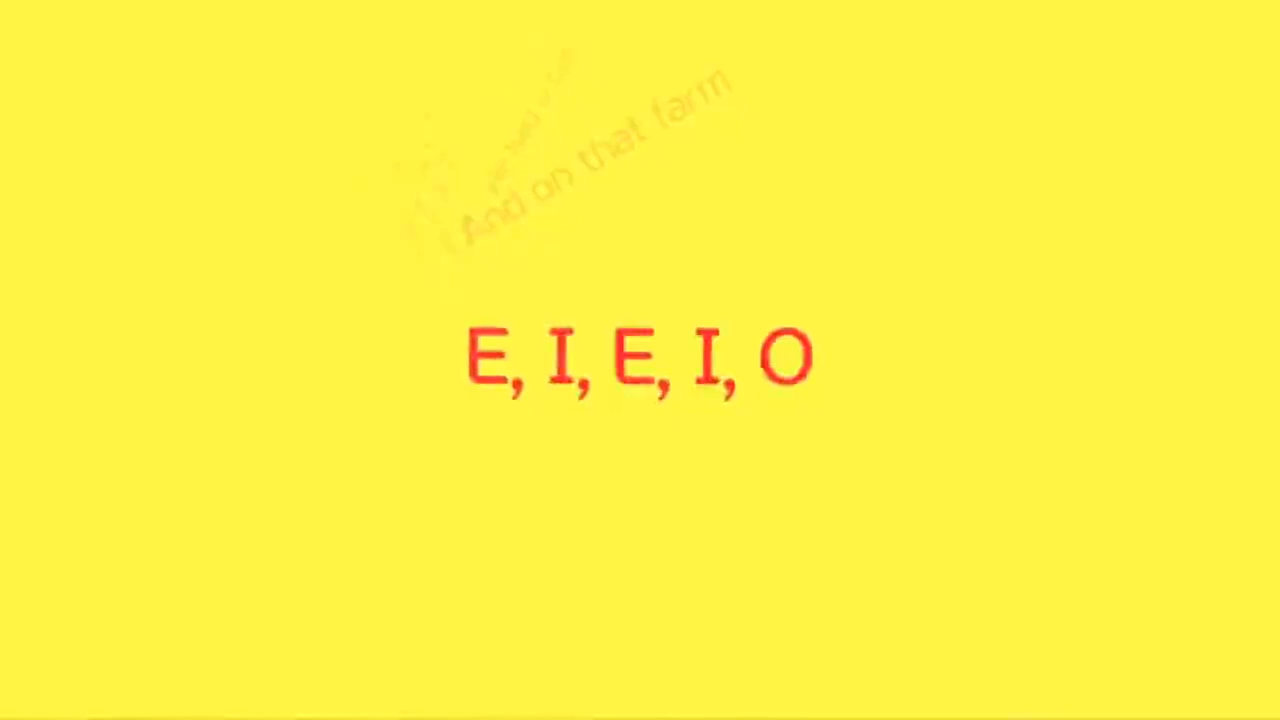 And on that farm
E, I, E, I, O